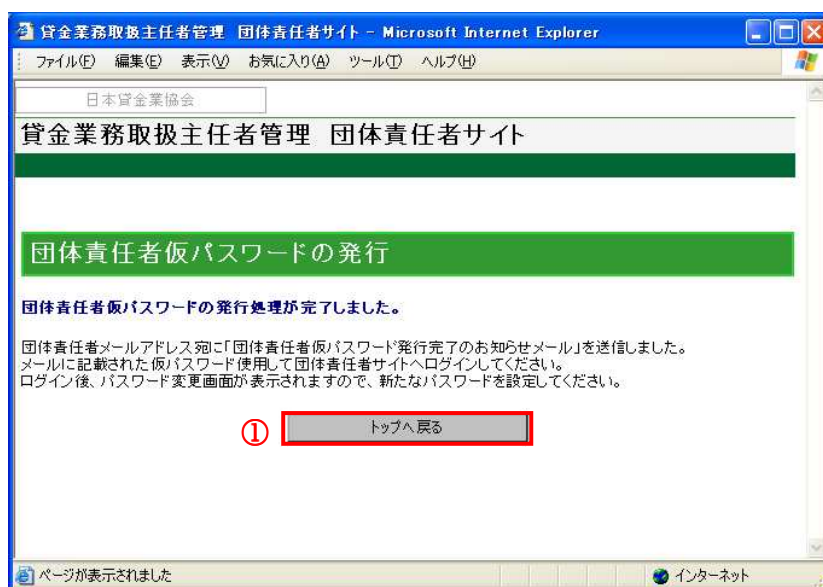 貸金業務取扱主任者管理 団体責任者サイト - Microsoft Internet Explorer
ファイル(F) 編集(E) 表示(V) お気に入り(A) ツール(T) ヘルプ(H)
日本貸金業協会
貸金業務取扱主任者管理 団体責任者サイト
団体責任者仮パスワードの発行
団体責任者仮パスワードの発行処理が完了しました。
団体責任者メールアドレス宛に「団体責任者仮パスワード発行完了のお知らせメール」を送信しました。
メールに記載された仮パスワード使用して団体責任者サイトへログインしてください。
ログイン後、パスワード変更画面が表示されますので、新たなパスワードを設定してください。
① トップへ戻る
ページが表示されました インターネット